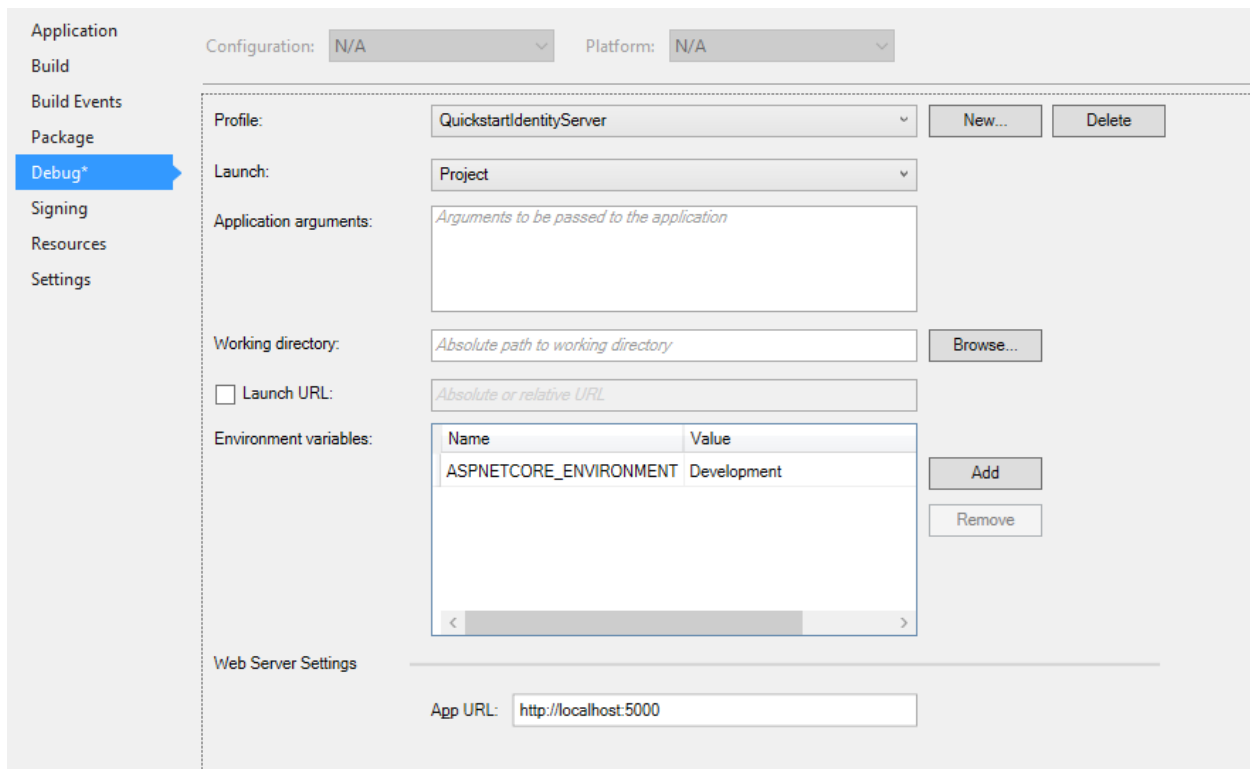 Application
Build
Build Events
Package
Debug*
Signing
Resources
Settings
Configuration: N/A Platform: N/A
Profile: QuickstartIdentityServer New... Delete
Launch: Project
Application arguments: Arguments to be passed to the application
Working directory: Absolute path to working directory Browse...
Launch URL: Absolute or relative URL
Environment variables: Name Value
ASPNETCORE_ENVIRONMENT Development Add
Remove
Web Server Settings
App URL: http://localhost:5000